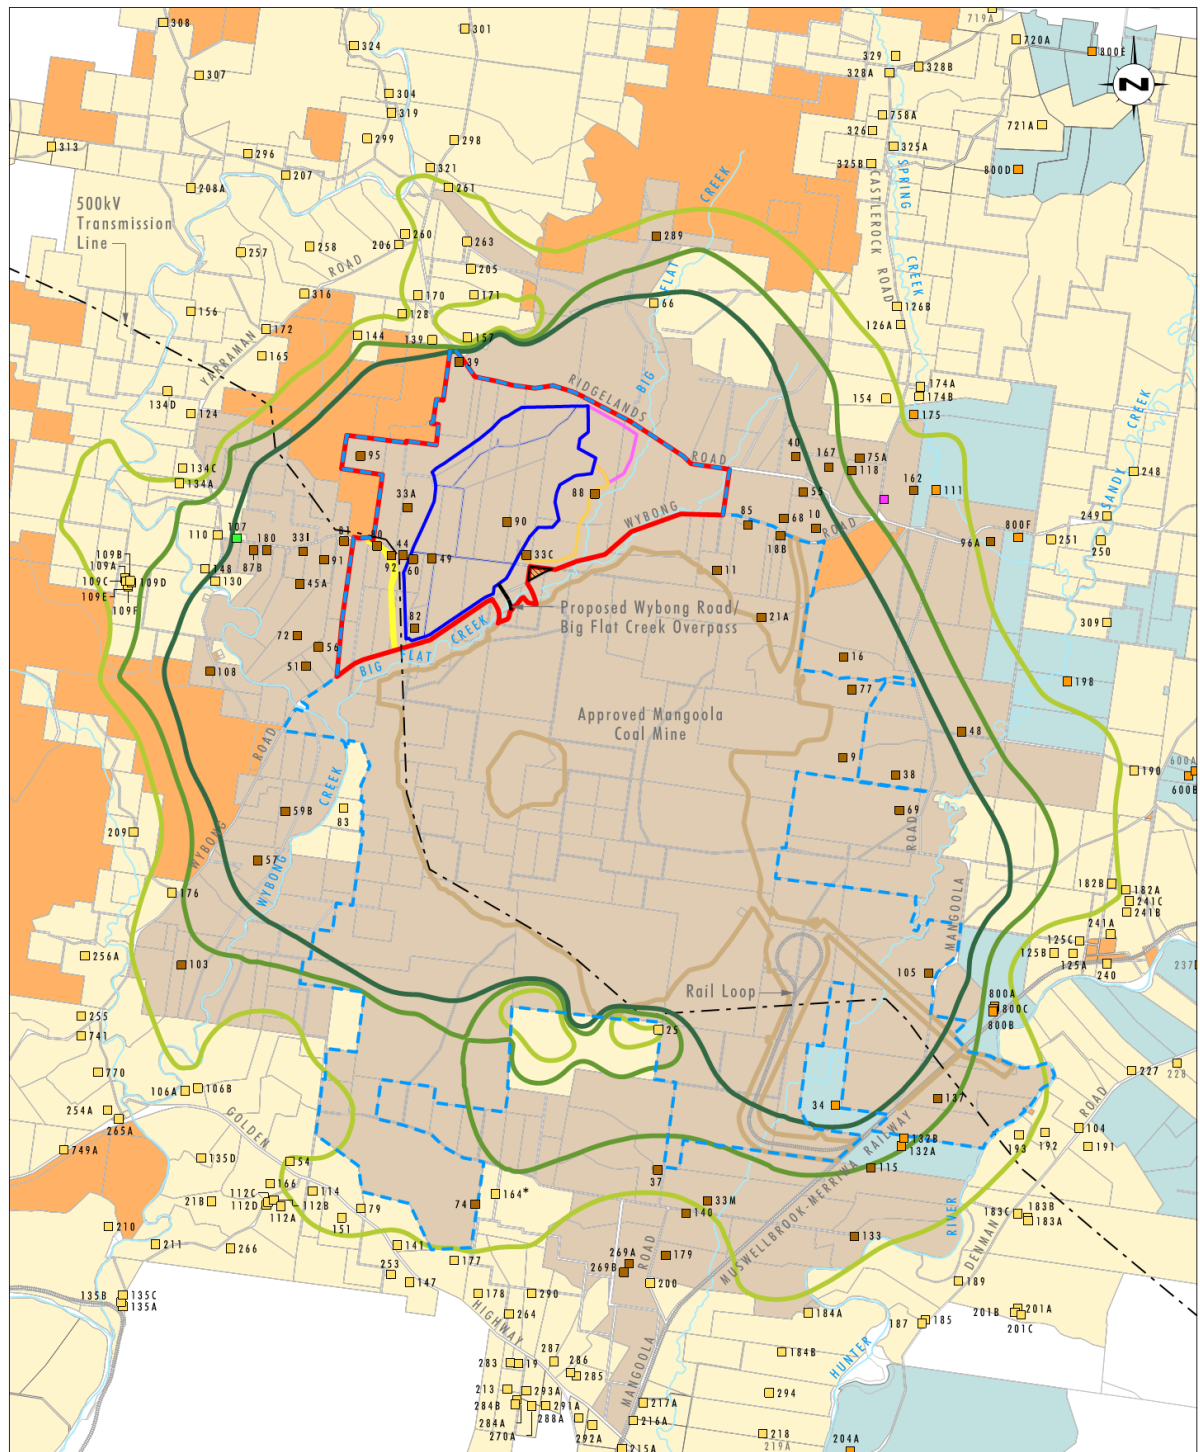 308
301
719A
720A
324
329
800E
328A
328B
307
304
319
758A
721A
299
298
326
325A
313
296
325B
321
800D
207
208A
261
CREEK
SPRING
CASTLEROCK ROAD
500kV
Transmission
Line
260
206
263
289
258
257
ROAD
205
FLAT
CREEK
316
170
171
66
156
128
126B
126A
172
144
139
157
165
YARRAMAN
39
BIG
RIDGELANDS
174A
134D
154
174B
124
175
CREEK
ROAD
40
95
167
75A
134C
118
248
134A
88
55
162
111
SANDY
33A
WYBONG
68
249
90
85
10
800F
107
110
81
18B
ROAD
96A
251
250
109B
180
33I
44
33C
109A
87B
91
92
60
49
148
11
109C
109D
130
45A
109E
109F
Proposed Wybong Road/
Big Flat Creek Overpass
82
21A
309
72
CREEK
56
FLAT
16
51
BIG
108
198
77
Approved Mangoola
Coal Mine
48
ROAD
9
190
600A
38
600B
CREEK
59B
83
69
209
ROAD
WYBONG
57
WYBONG
182B
182A
176
241C
241B
MANGOOLA
241A
125C
256A
125B
103
105
125A
240
237D
Rail Loop
800A
800C
255
25
800B
741
227
228
770
106A
106B
137
254A
34
ROAD
265A
GOLDEN
104
132B
749A
132A
193
192
191
135D
54
115
37
166
112C
114
164*
21B
112D
112B
79
74
33M
183B
112A
140
183C
183A
151
RIVER
210
133
211
266
141
MUSWELLBROOK-MERRIWA RAILWAY
DENMAN
269A
ROAD
179
177
253
269B
147
200
189
135B
135C
178
290
135A
264
184A
201B
201A
HIGHWAY
187
185
201C
MANGOOLA
287
184B
283
19
286
285
HUNTER
213
293A
294
284B
291A
217A
284A
288A
216A
270A
292A
218
215A
219A
204A